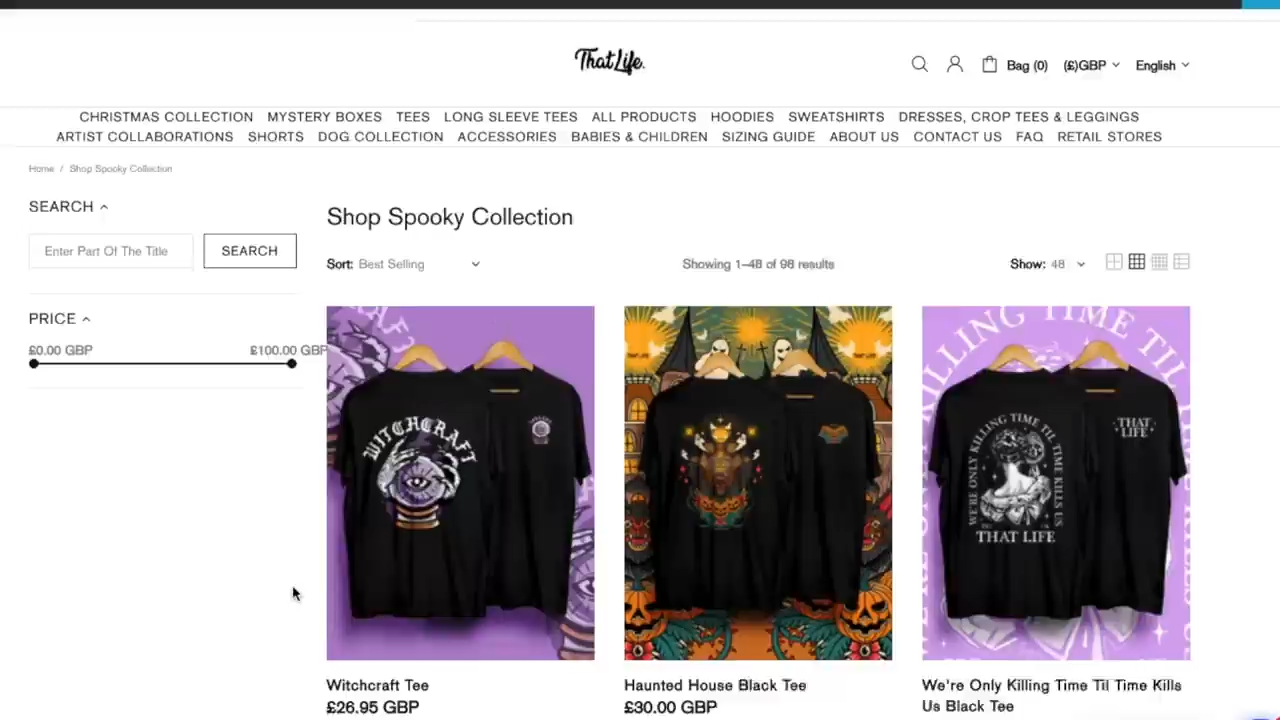 That Life.
Bag (0)
(£)GBP
English
CHRISTMAS COLLECTION MYSTERY BOXES TEES LONG SLEEVE TEES ALL PRODUCTS HOODIES SWEATSHIRTS DRESSES, CROP TEES & LEGGINGS
ARTIST COLLABORATIONS SHORTS DOG COLLECTION ACCESSORIES BABIES & CHILDREN SIZING GUIDE ABOUT US CONTACT US FAQ RETAIL STORES
Home / Shop Spooky Collection
SEARCH
Enter Part Of The Title
SEARCH
PRICE
£0.00 GBP
£100.00 GBP
Shop Spooky Collection
Sort: Best Selling
Showing 1–48 of 98 results
Show: 48
WITCHCRAFT
KILLING TIME TIL
WE'RE ONLY KILLING TIME TIL TIME KILLS US
THAT LIFE
THAT
LIFE
Witchcraft Tee
£26.95 GBP
Haunted House Black Tee
£30.00 GBP
We're Only Killing Time Til Time Kills
Us Black Tee